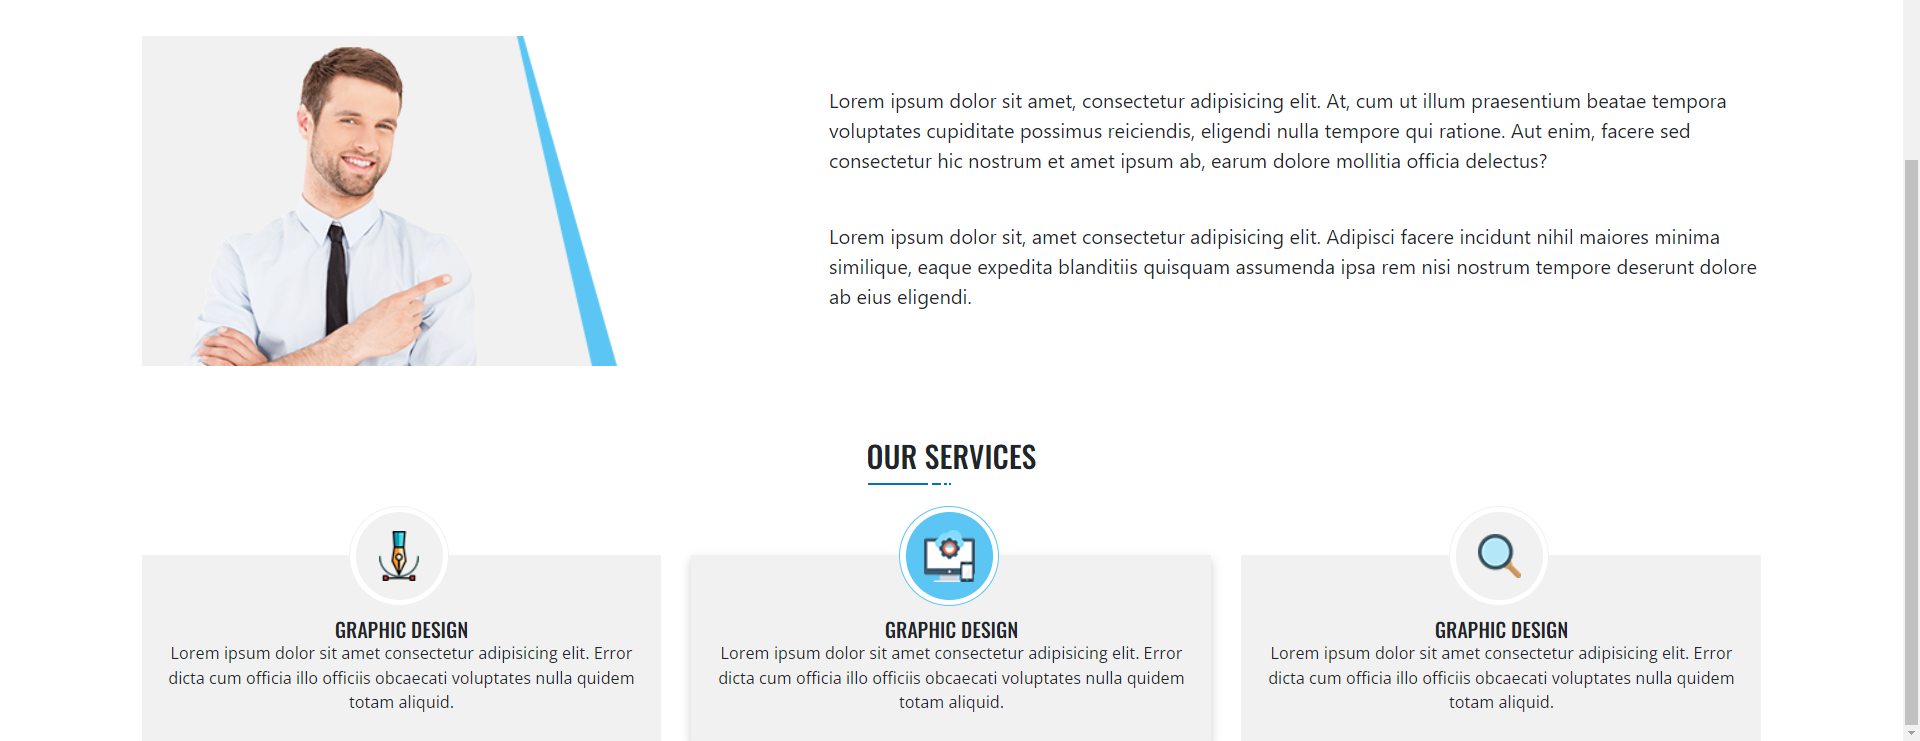 Lorem ipsum dolor sit amet, consectetur adipisicing elit. At, cum ut illum praesentium beatae tempora
voluptates cupiditate possimus reiciendis, eligendi nulla tempore qui ratione. Aut enim, facere sed
consectetur hic nostrum et amet ipsum ab, earum dolore mollitia officia delectus?
Lorem ipsum dolor sit, amet consectetur adipisicing elit. Adipisci facere incidunt nihil maiores minima
similique, eaque expedita blanditiis quisquam assumenda ipsa rem nisi nostrum tempore deserunt dolore
ab eius eligendi.
OUR SERVICES
GRAPHIC DESIGN
Lorem ipsum dolor sit amet consectetur adipisicing elit. Error
dicta cum officia illo officiis obcaecati voluptates nulla quidem
totam aliquid.
GRAPHIC DESIGN
Lorem ipsum dolor sit amet consectetur adipisicing elit. Error
dicta cum officia illo officiis obcaecati voluptates nulla quidem
totam aliquid.
GRAPHIC DESIGN
Lorem ipsum dolor sit amet consectetur adipisicing elit. Error
dicta cum officia illo officiis obcaecati voluptates nulla quidem
totam aliquid.